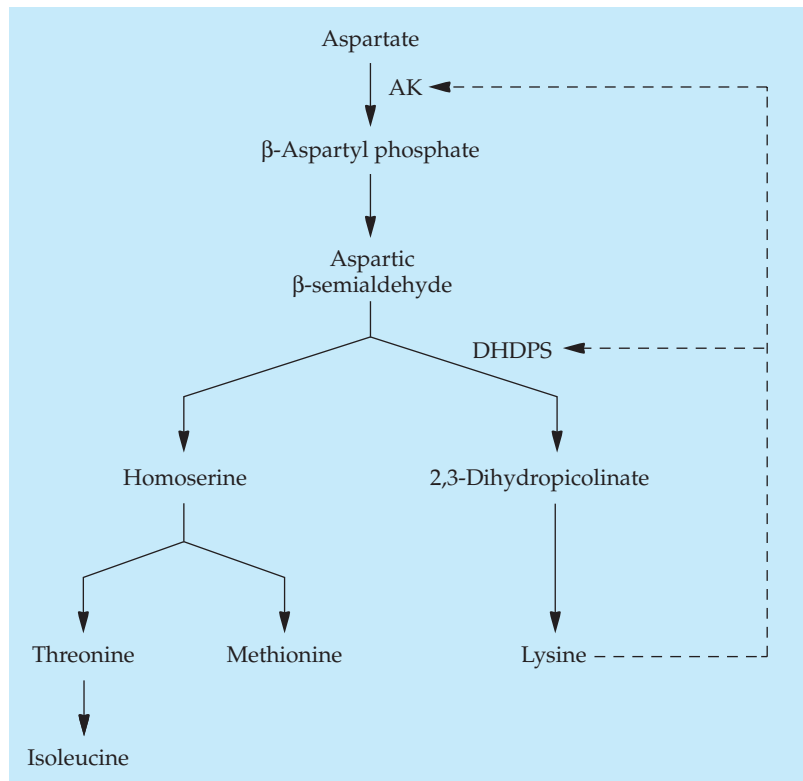 Aspartate
AK
β-Aspartyl phosphate
Aspartic
β-semialdehyde
DHDPS
Homoserine
2,3-Dihydropicolinate
Threonine
Methionine
Lysine
Isoleucine